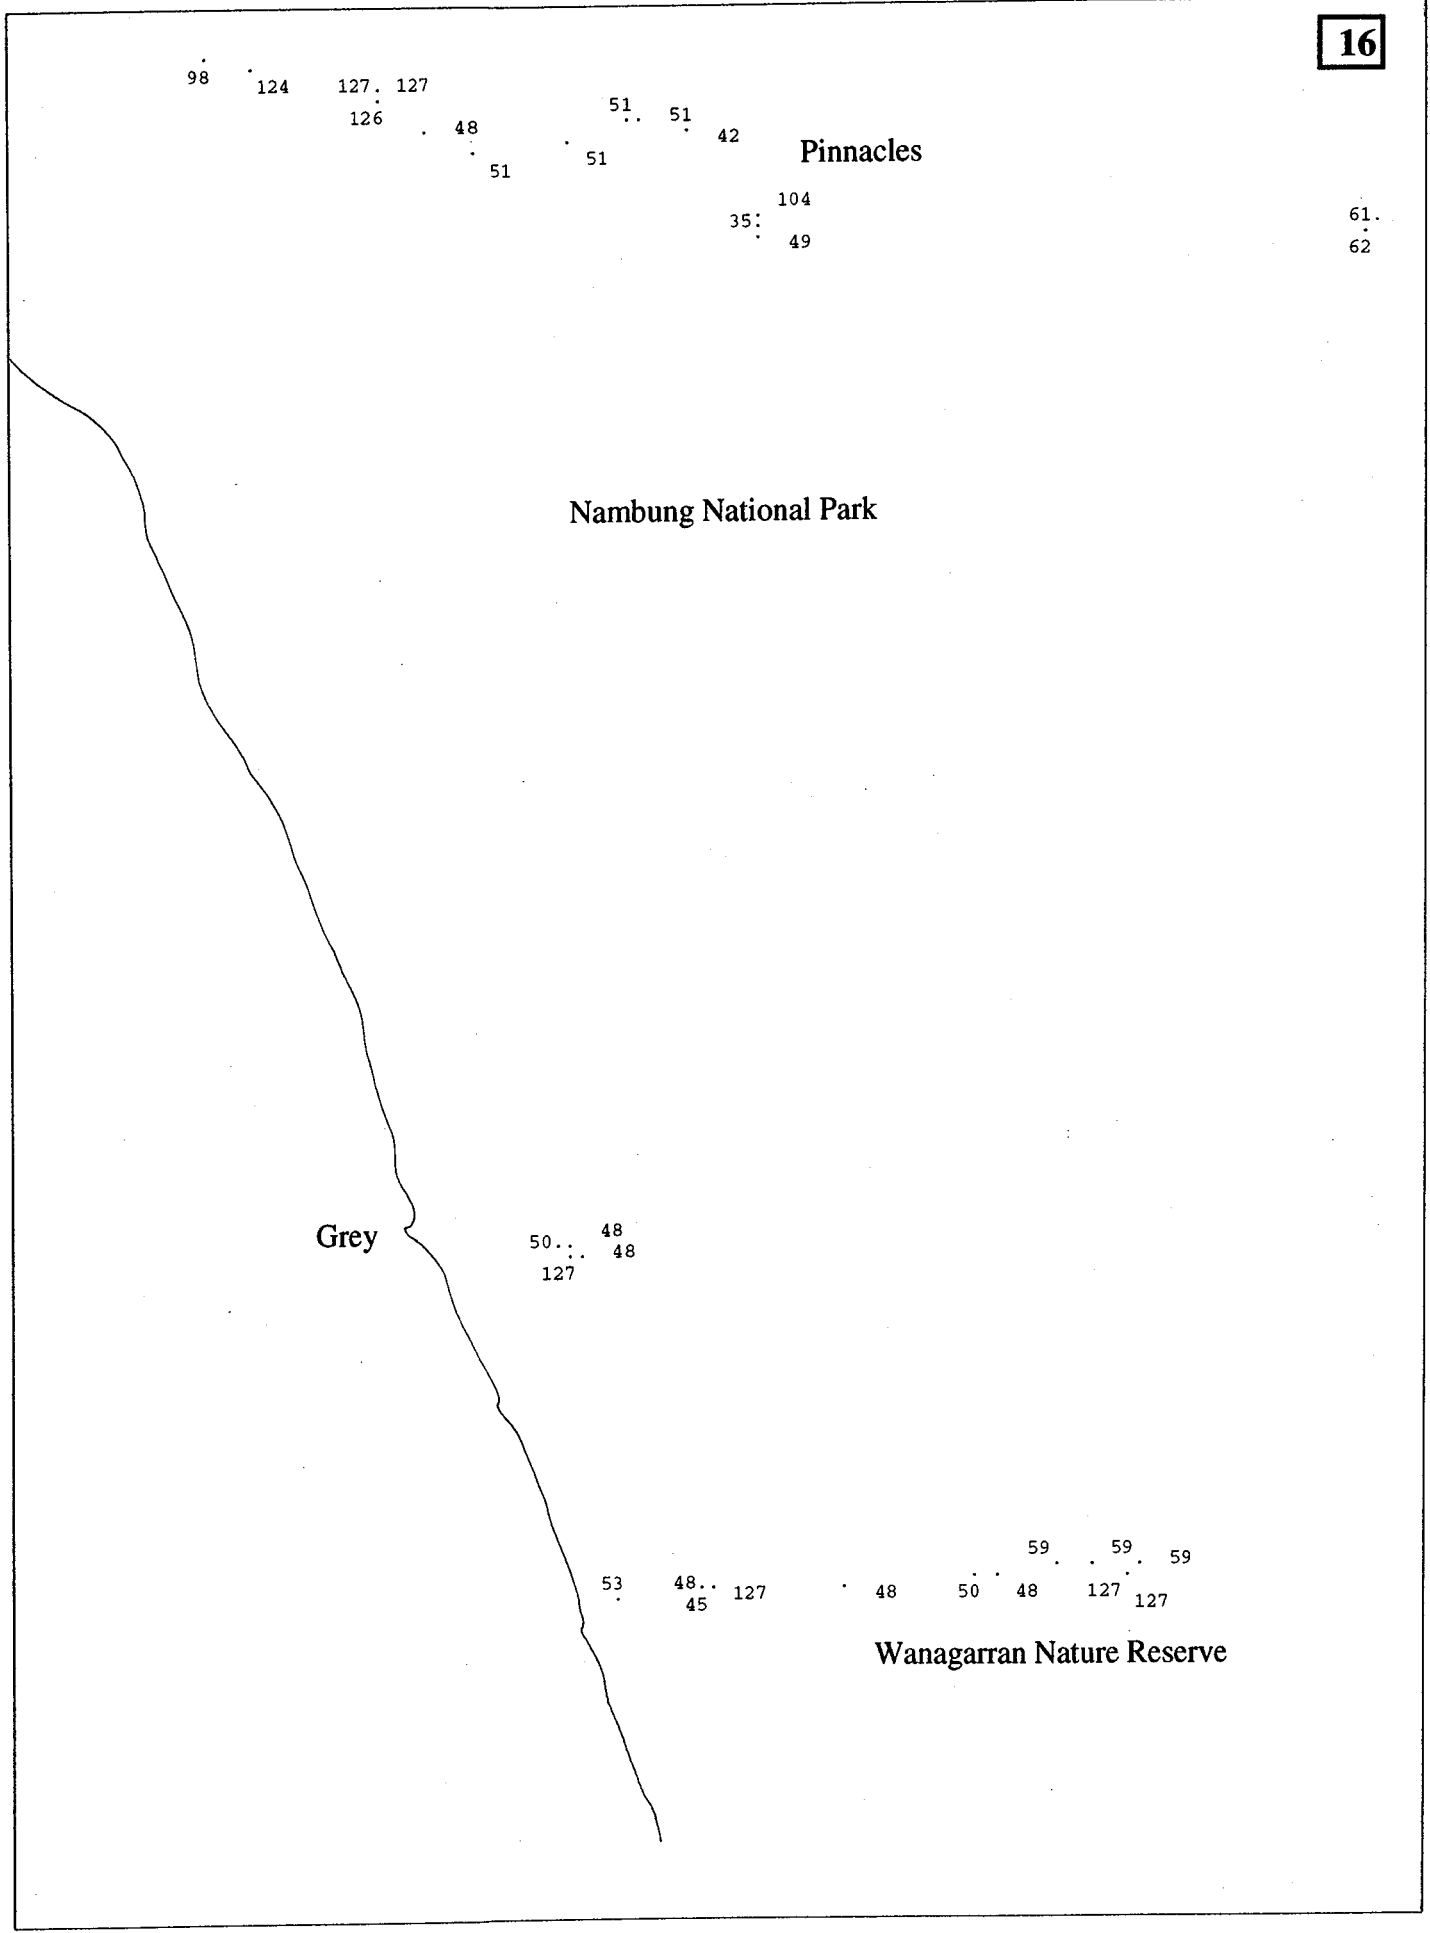 16
98 124 127 127
126 48 51 51 42
51 51
Pinnacles
104
35 61
49 62
Nambung National Park
Grey
50 48
48
127
59 59 59
53 48 127 48 50 48 127
45 127
Wanagarran Nature Reserve